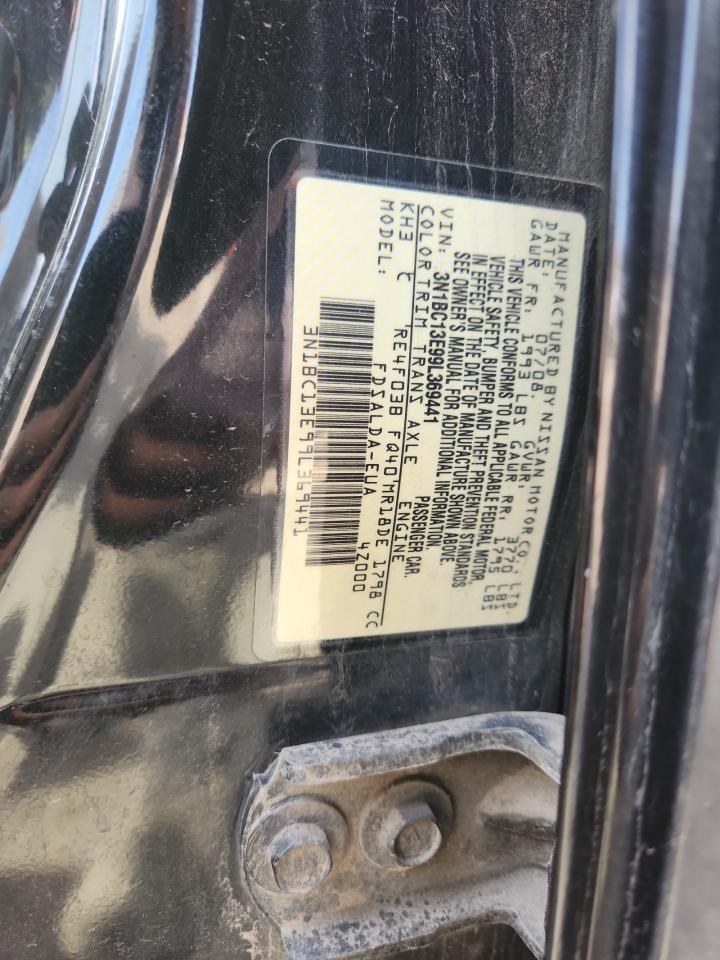 MANUFACTURED BY NISSAN MOTOR CO., LTD.
DATE: 07/08. GVWR: 3770 LBS
GAWR FR: 1993 LBS GAWR RR: 1795 LBS
THIS VEHICLE CONFORMS TO ALL APPLICABLE FEDERAL MOTOR
VEHICLE SAFETY, BUMPER AND THEFT PREVENTION STANDARDS
IN EFFECT ON THE DATE OF MANUFACTURE SHOWN ABOVE.
SEE OWNER'S MANUAL FOR ADDITIONAL INFORMATION.
VIN: 3N1BC13E99L369441 PASSENGER CAR.
COLOR TRIM TRANS AXLE ENGINE
KH3 C RE4F03B FQ40 MR18DE 1798 CC
MODEL: FDSALDA-EUA 4Z000
3N1BC13E99L369441